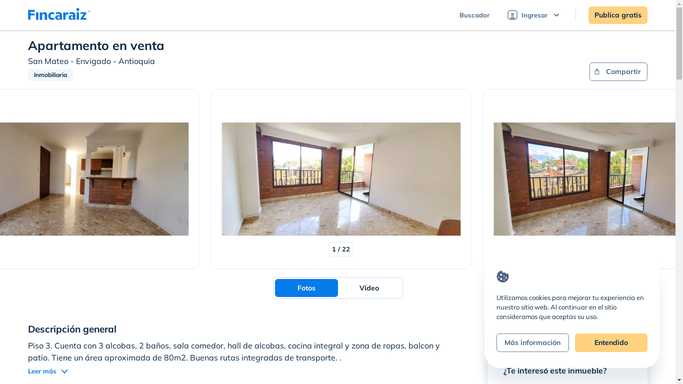 Fincaraiz
Buscador
Ingresar
Publica gratis
Apartamento en venta
San Mateo - Envigado - Antioquia
Inmobiliaria
Compartir
1 / 22
Fotos
Video
Descripción general
Piso 3. Cuenta con 3 alcobas, 2 baños, sala comedor, hall de alcobas, cocina integral y zona de ropas, balcon y
patio. Tiene un área aproximada de 80m2. Buenas rutas integradas de transporte. .
Leer más
Utilizamos cookies para mejorar tu experiencia en
nuestro sitio web. Al continuar en el sitio
consideramos que aceptas su uso.
Más información
Entendido
¿Te interesó este inmueble?